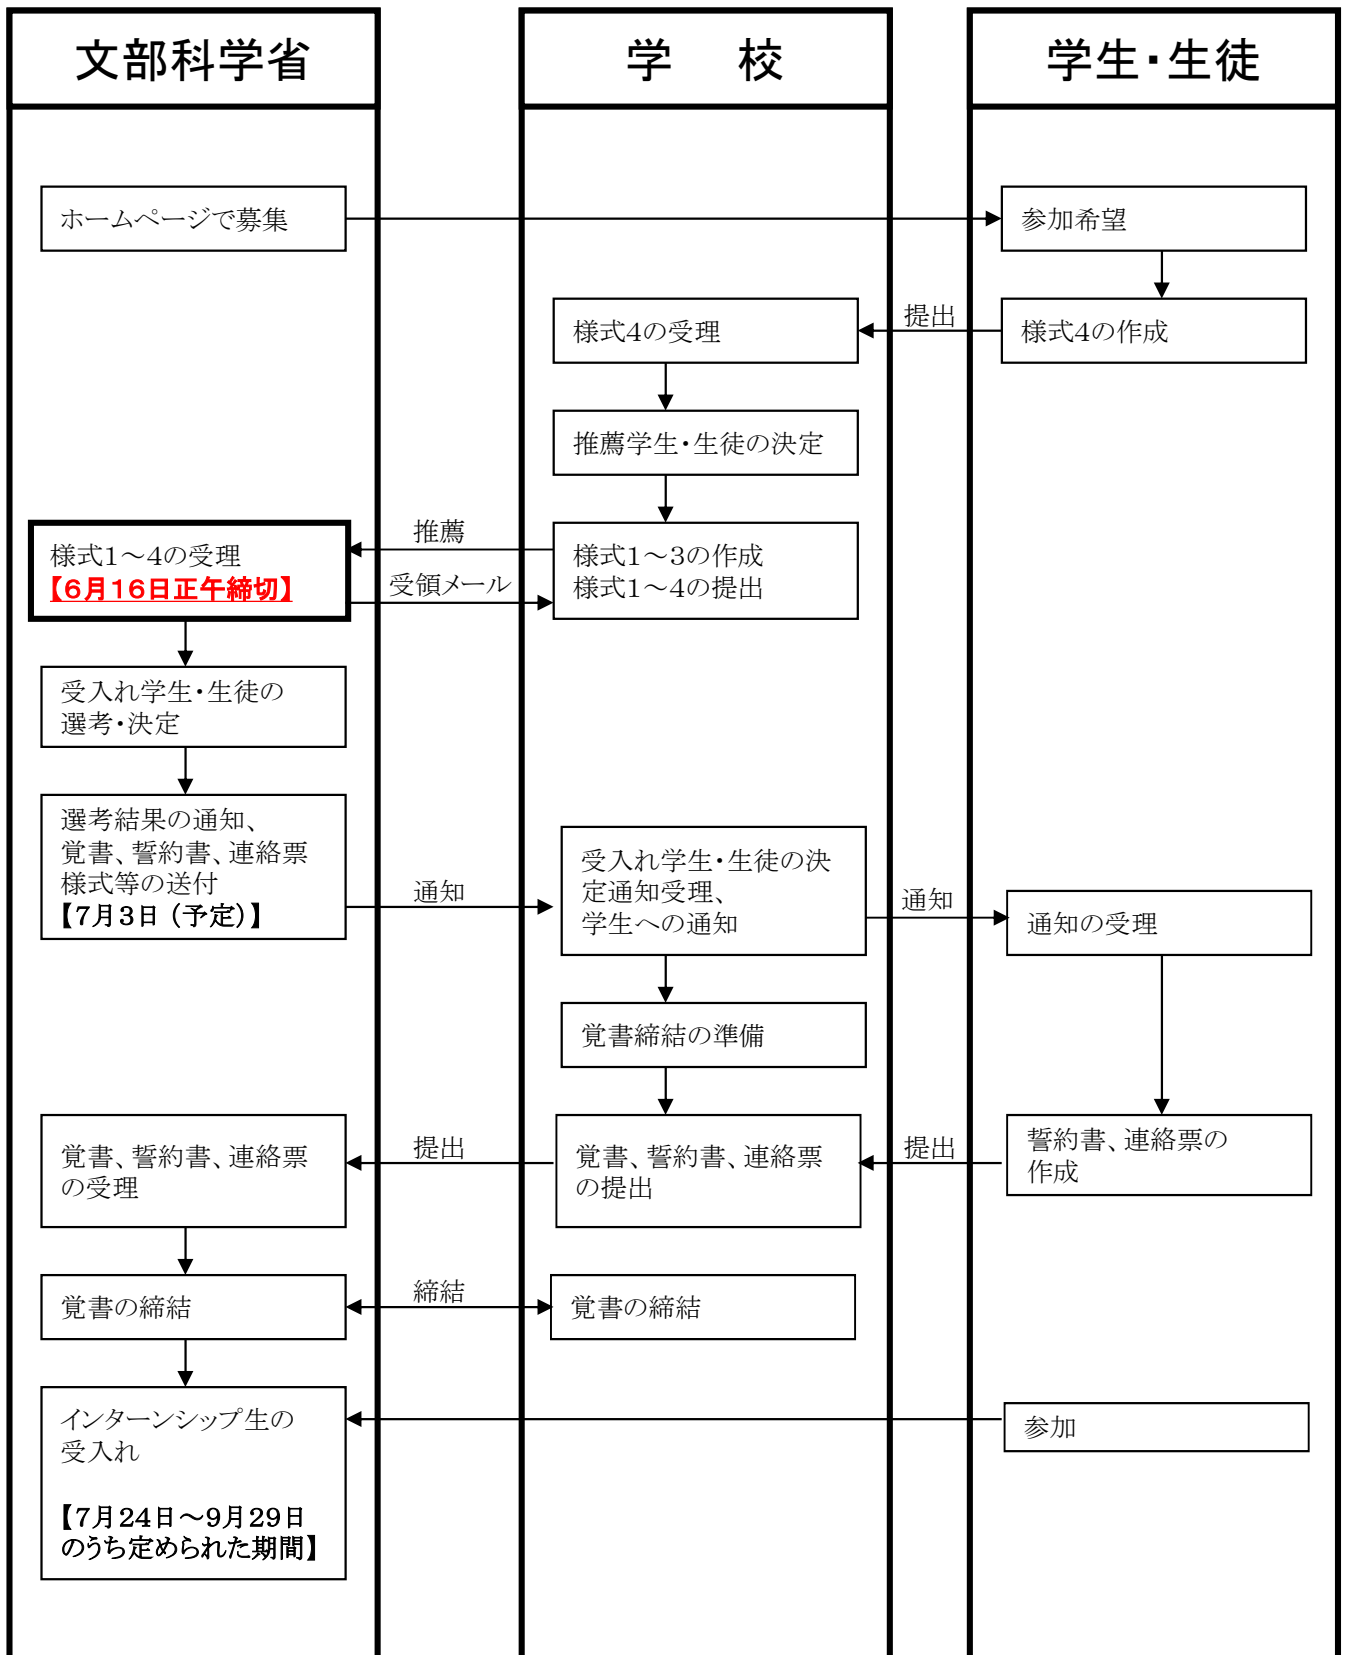 文部科学省
学　校
学生・生徒
ホームページで募集
参加希望
提出
様式4の受理
様式4の作成
推薦学生・生徒の決定
推薦
様式1～4の受理
【6月16日正午締切】
受領メール
様式1～3の作成
様式1～4の提出
受入れ学生・生徒の
選考・決定
選考結果の通知、
覚書、誓約書、連絡票
様式等の送付
【7月3日（予定）】
通知
受入れ学生・生徒の決
定通知受理、
学生への通知
通知
通知の受理
覚書締結の準備
覚書、誓約書、連絡票
の受理
提出
覚書、誓約書、連絡票
の提出
提出
誓約書、連絡票の
作成
覚書の締結
締結
覚書の締結
インターンシップ生の
受入れ
【7月24日～9月29日
のうち定められた期間】
参加